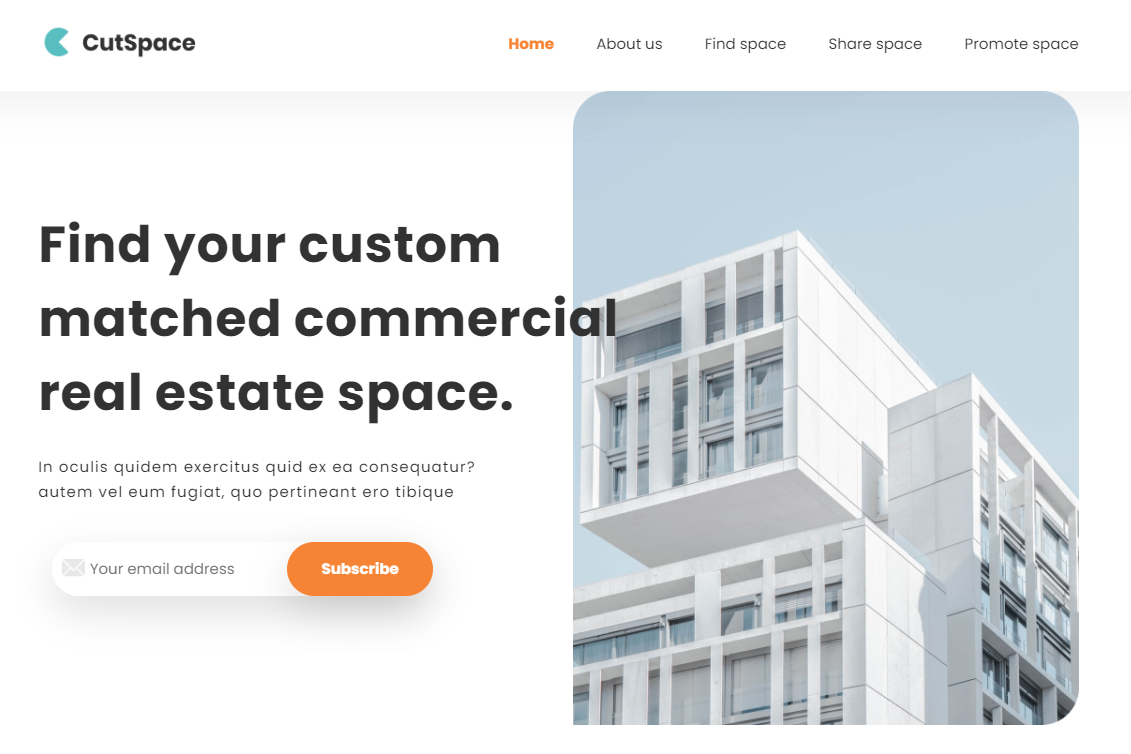 CutSpace
Home About us Find space Share space Promote space
Find your custom
matched commercial
real estate space.
In oculis quidem exercitus quid ex ea consequatur?
autem vel eum fugiat, quo pertineant ero tibique
Your email address Subscribe